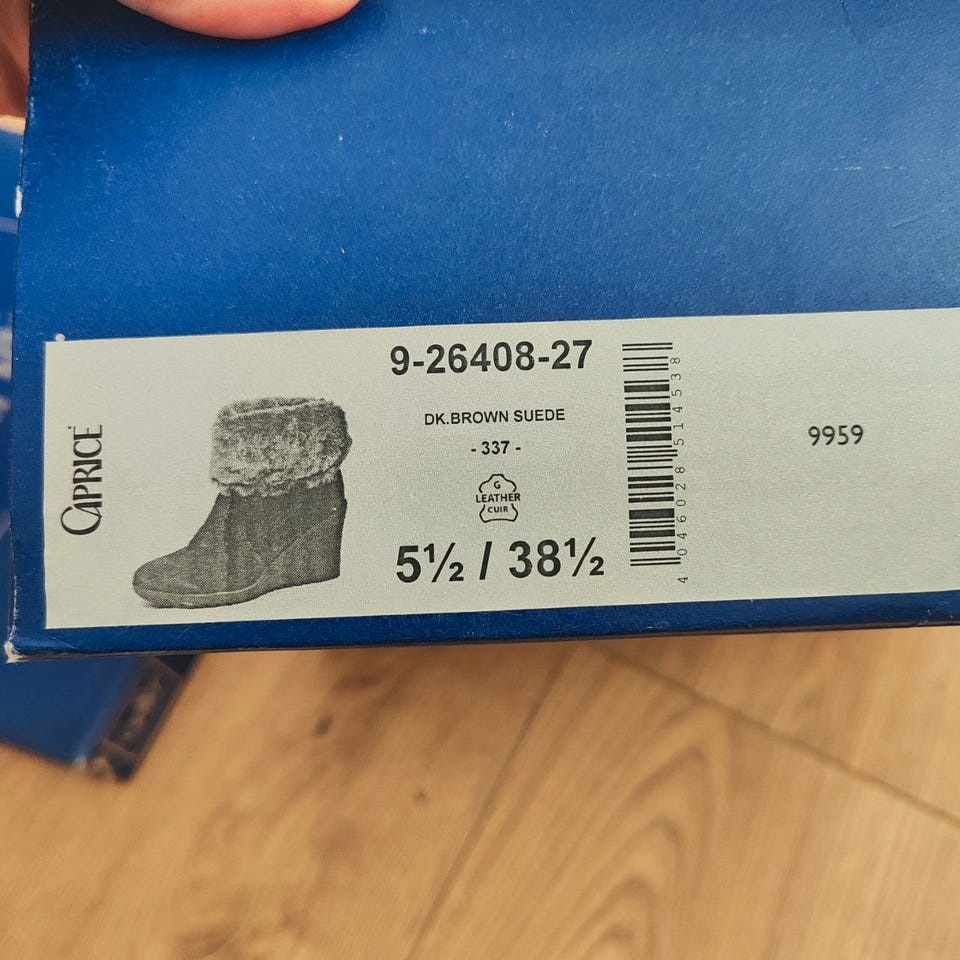 CAPRICE
9-26408-27
DK.BROWN SUEDE
- 337 -
G
LEATHER
CUIR
5½ / 38½
4 046028 514538
9959